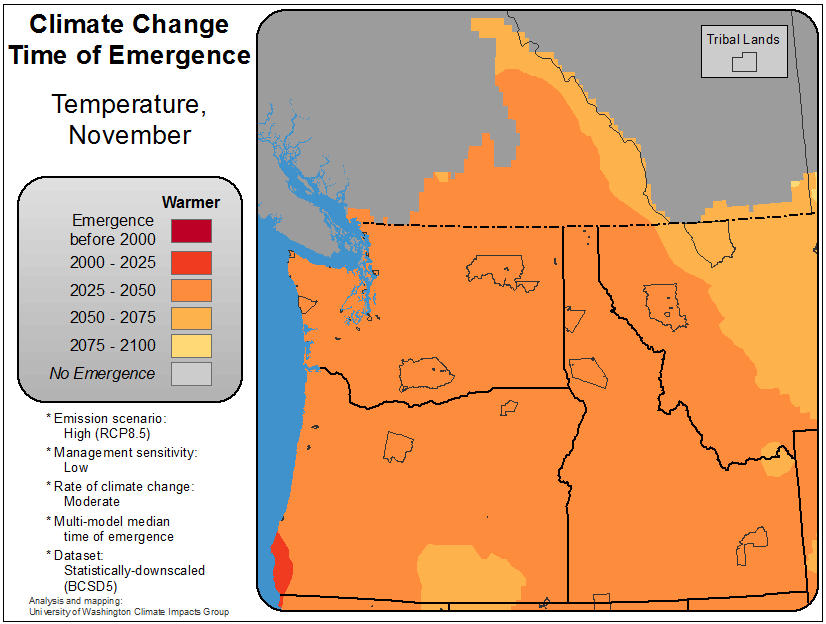 Climate Change
Time of Emergence
Temperature,
November
Warmer
Emergence
before 2000
2000 - 2025
2025 - 2050
2050 - 2075
2075 - 2100
No Emergence
* Emission scenario:
High (RCP8.5)
* Management sensitivity:
Low
* Rate of climate change:
Moderate
* Multi-model median
time of emergence
* Dataset:
Statistically-downscaled
(BCSD5)
Analysis and mapping:
University of Washington Climate Impacts Group
Tribal Lands